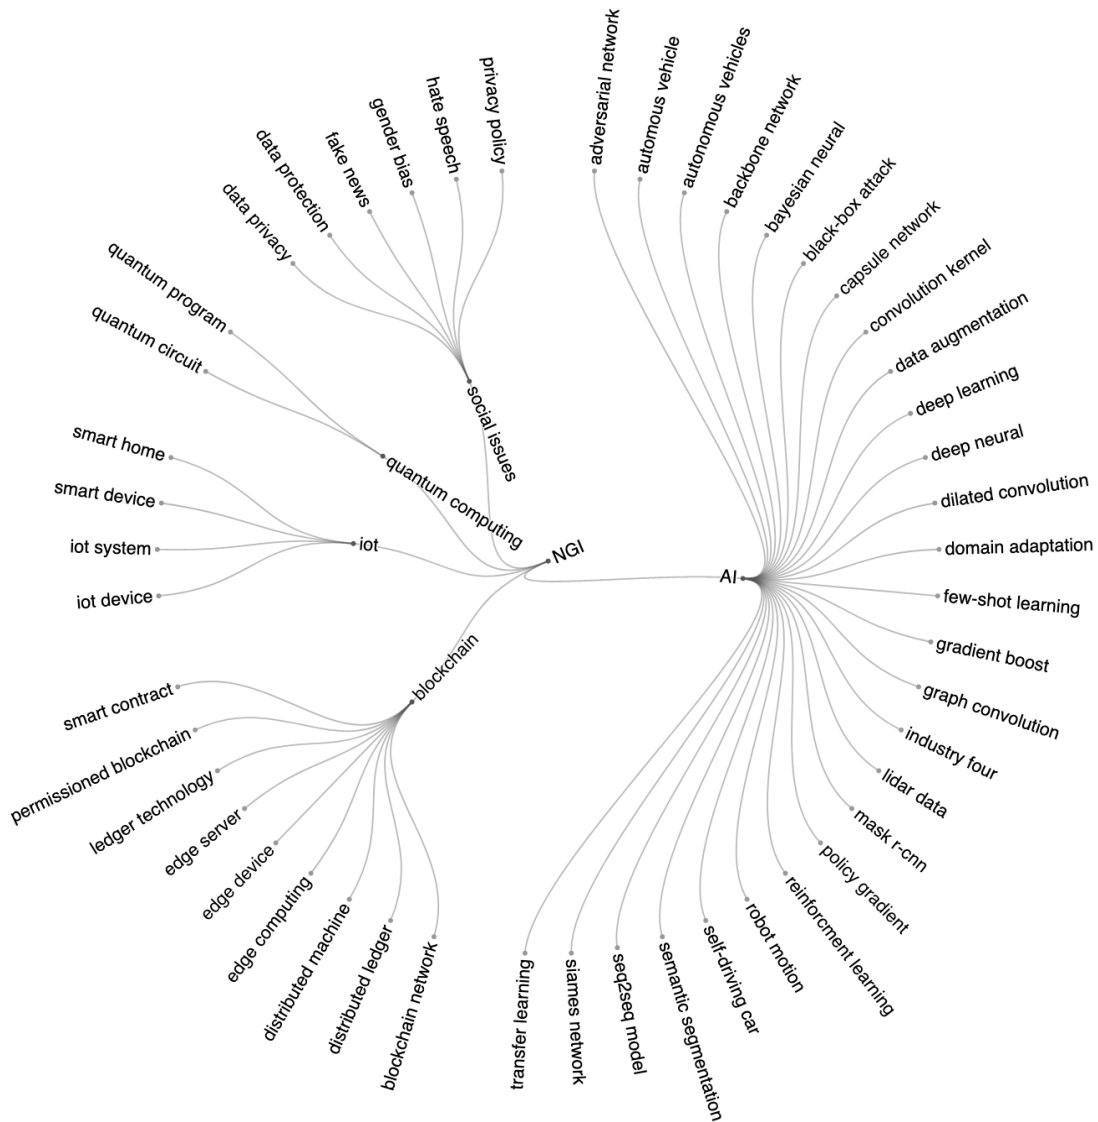 NGI
AI
adversarial network
automous vehicle
autonomous vehicles
backbone network
bayesian neural
black-box attack
capsule network
convolution kernel
data augmentation
deep learning
deep neural
dilated convolution
domain adaptation
few-shot learning
gradient boost
graph convolution
industry four
lidar data
mask r-cnn
policy gradient
reinforcment learning
robot motion
self-driving car
semantic segmentation
seq2seq model
siames network
transfer learning
blockchain
blockchain network
distributed ledger
distributed machine
edge computing
edge device
edge server
ledger technology
permissioned blockchain
smart contract
iot
iot device
iot system
smart device
smart home
quantum computing
quantum circuit
quantum program
social issues
data privacy
data protection
fake news
gender bias
hate speech
privacy policy